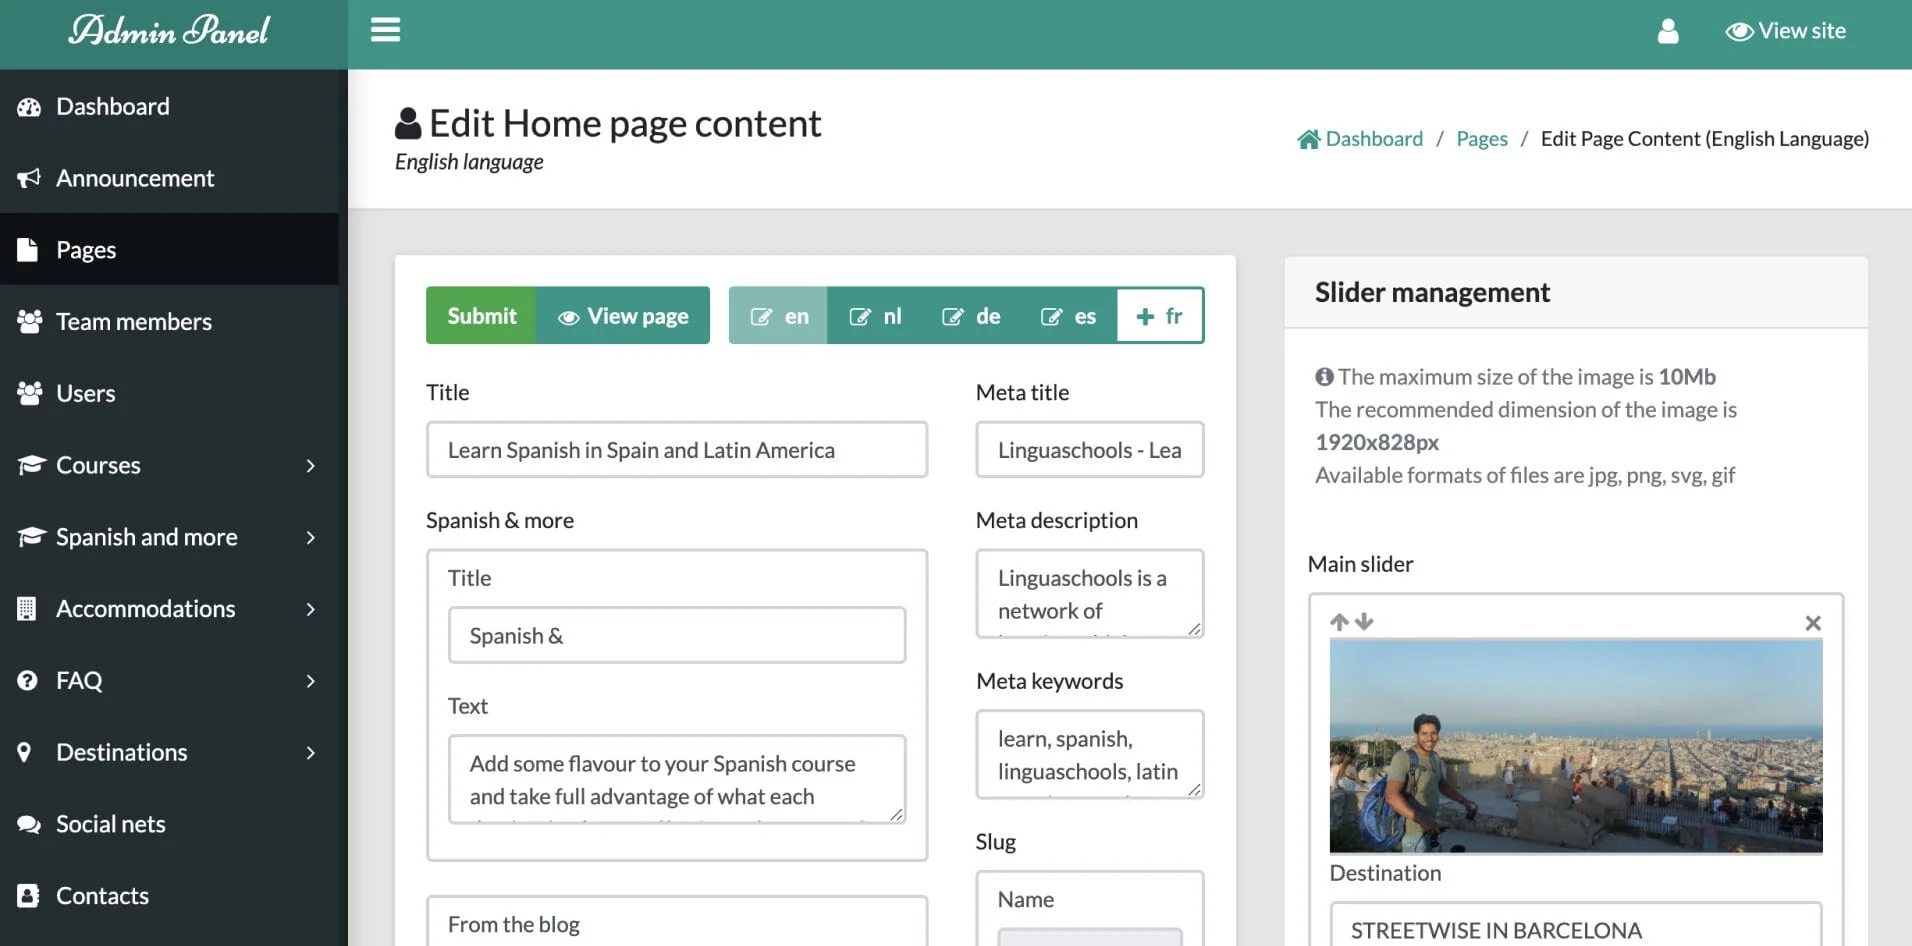 Admin Panel
View site
Dashboard
Announcement
Pages
Team members
Users
Courses
Spanish and more
Accommodations
FAQ
Destinations
Social nets
Contacts
Edit Home page content
English language
Dashboard / Pages / Edit Page Content (English Language)
Submit
View page
en
nl
de
es
+ fr
Title
Learn Spanish in Spain and Latin America
Spanish & more
Title
Spanish &
Text
Add some flavour to your Spanish course
and take full advantage of what each
From the blog
Meta title
Linguaschools - Lea
Meta description
Linguaschools is a
network of
Meta keywords
learn, spanish,
linguaschools, latin
Slug
Name
Slider management
The maximum size of the image is 10Mb
The recommended dimension of the image is
1920x828px
Available formats of files are jpg, png, svg, gif
Main slider
Destination
STREETWISE IN BARCELONA